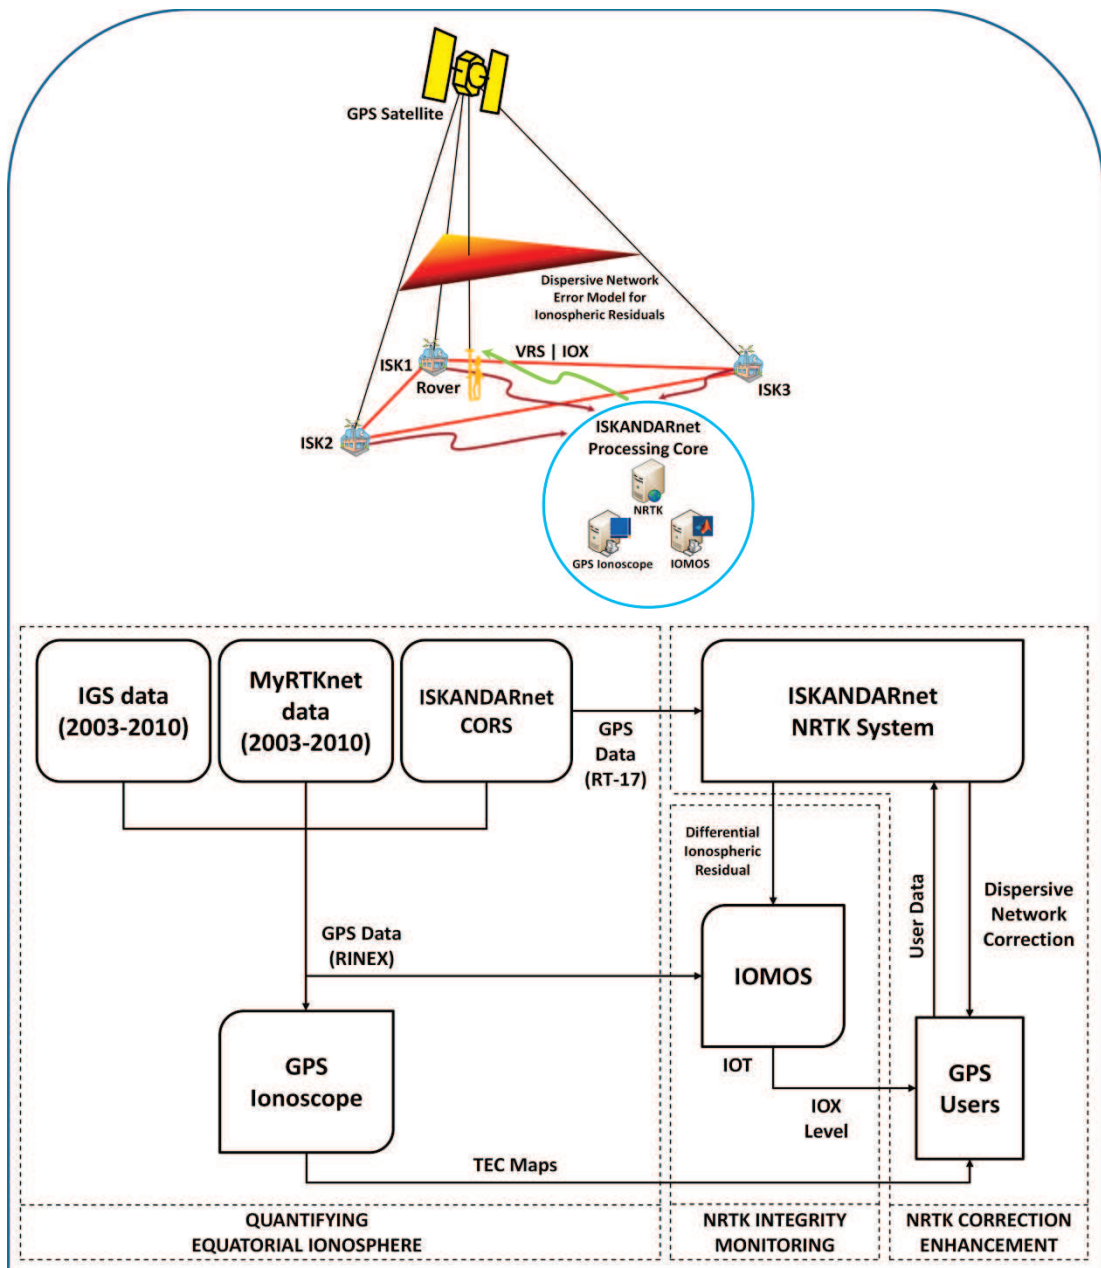 GPS Satellite
Dispersive Network
Error Model for
Ionospheric Residuals
VRS | IOX
ISK1
Rover
ISK3
ISK2
ISKANDARnet
Processing Core
NRTK
GPS Ionoscope
IOMOS
IGS data
(2003-2010)
MyRTKnet
data
(2003-2010)
ISKANDARnet
CORS
GPS
Data
(RT-17)
ISKANDARnet
NRTK System
Differential
Ionospheric
Residual
User Data
Dispersive
Network
Correction
GPS Data
(RINEX)
IOMOS
GPS
Ionoscope
IOT
IOX
Level
GPS
Users
TEC Maps
QUANTIFYING
EQUATORIAL IONOSPHERE
NRTK INTEGRITY
MONITORING
NRTK CORRECTION
ENHANCEMENT